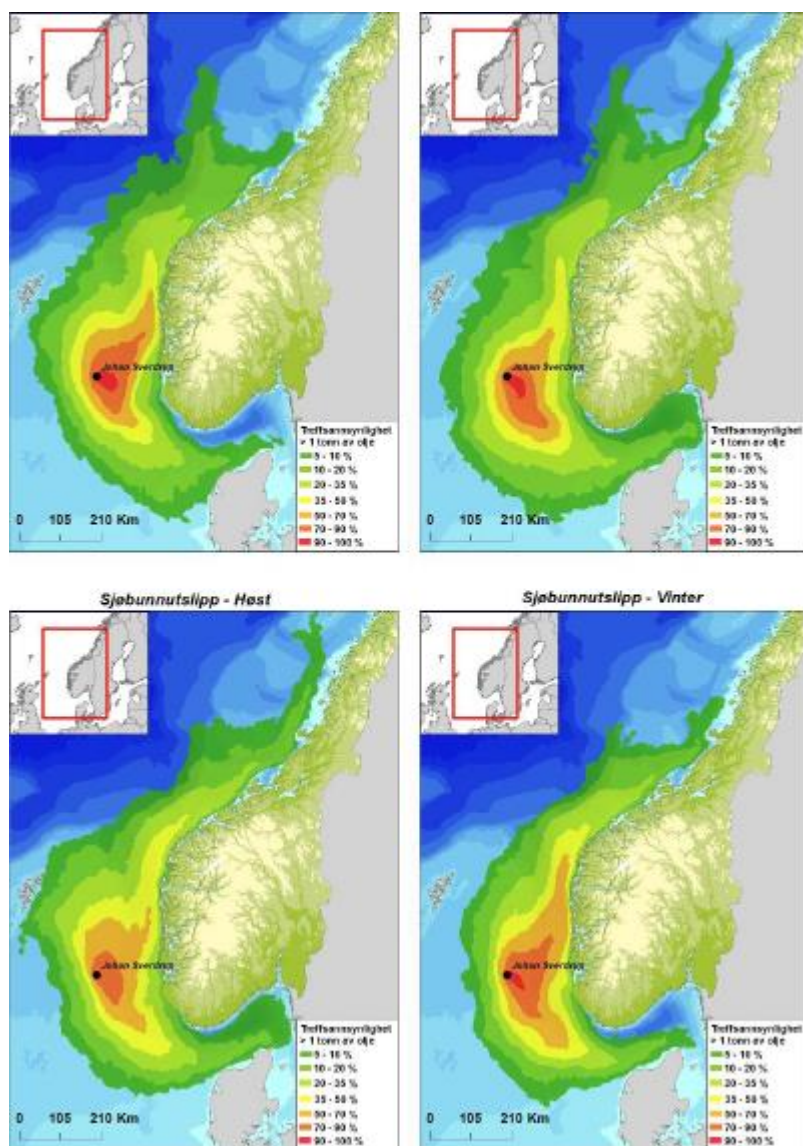 Johan Sverdrup
Treffsannsynlighet
> 1 tonn av olje
5 - 10 %
10 - 20 %
20 - 35 %
35 - 50 %
50 - 70 %
70 - 90 %
90 - 100 %
0 105 210 Km
Johan Sverdrup
Treffsannsynlighet
> 1 tonn av olje
5 - 10 %
10 - 20 %
20 - 35 %
35 - 50 %
50 - 70 %
70 - 90 %
90 - 100 %
0 105 210 Km
Sjøbunnutslipp - Høst
Sjøbunnutslipp - Vinter
Johan Sverdrup
Treffsannsynlighet
> 1 tonn av olje
5 - 10 %
10 - 20 %
20 - 35 %
35 - 50 %
50 - 70 %
70 - 90 %
90 - 100 %
0 105 210 Km
Johan Sverdrup
Treffsannsynlighet
> 1 tonn av olje
5 - 10 %
10 - 20 %
20 - 35 %
35 - 50 %
50 - 70 %
70 - 90 %
90 - 100 %
0 105 210 Km